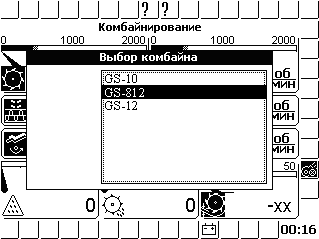 ? ?
Комбайнирование
0 1000 2000 0 1000 2000
Выбор комбайна
GS-10
GS-812
GS-12
об
мин
об
мин
об
мин
50
0 0 -xx
00:16